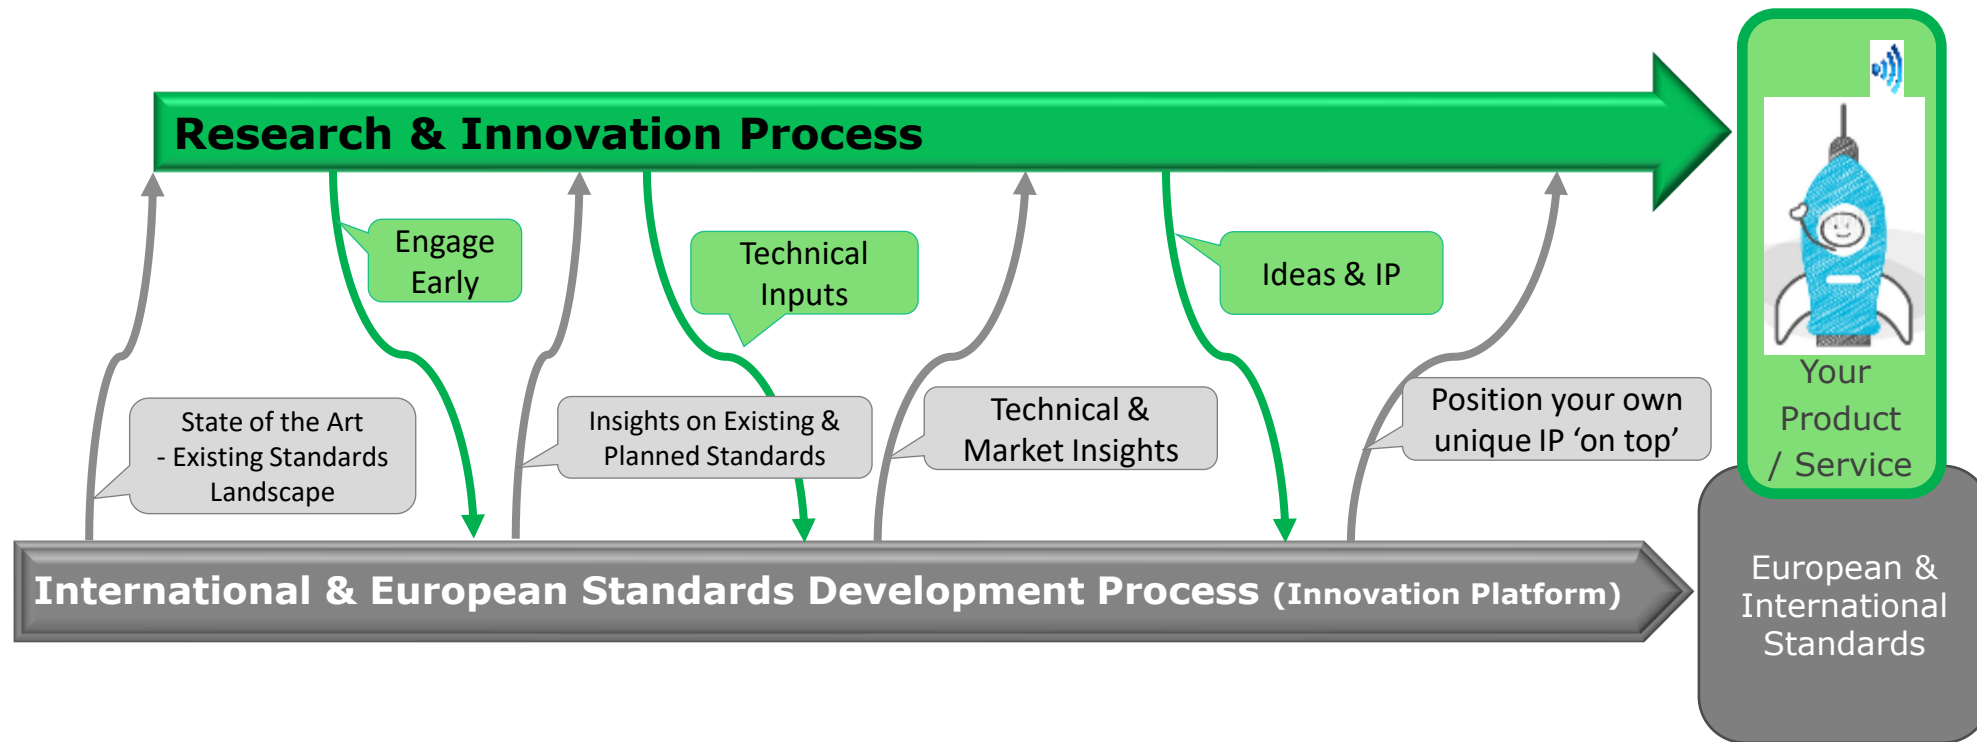 Research & Innovation Process
Engage
Early
Technical
Inputs
Ideas & IP
State of the Art
- Existing Standards
Landscape
Insights on Existing &
Planned Standards
Technical &
Market Insights
Position your own
unique IP ‘on top’
Your
Product
/ Service
International & European Standards Development Process (Innovation Platform)
European &
International
Standards